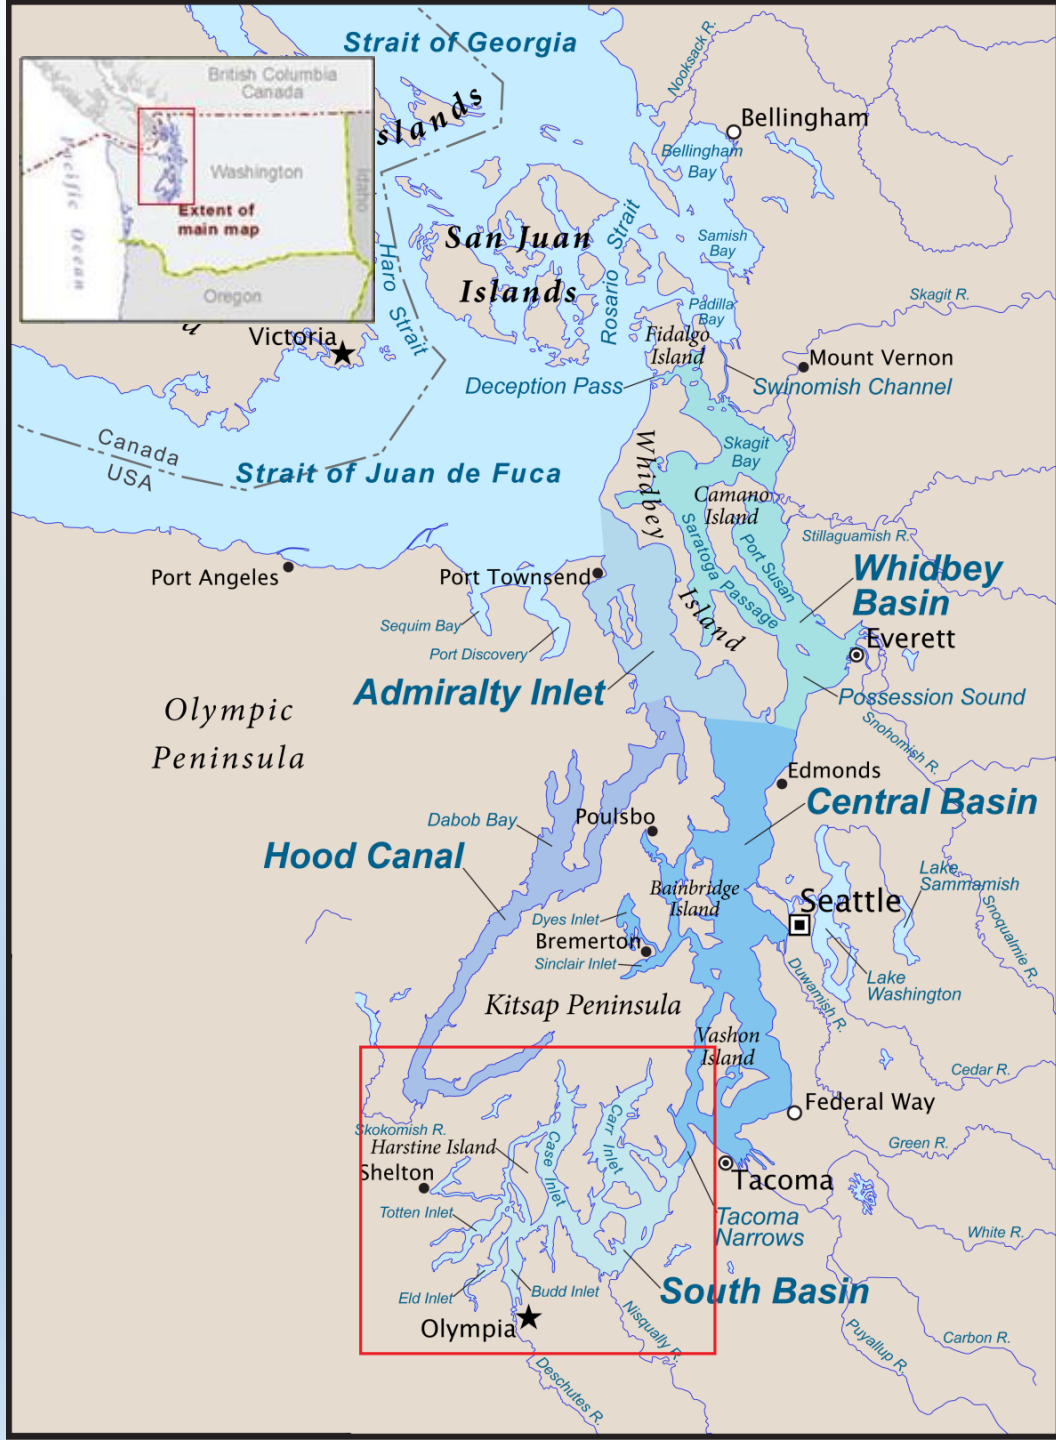 Strait of Georgia
Nooksack R.
British Columbia
Canada
Pacific Ocean
Washington
Idaho
Extent of
main map
Oregon
slands
Bellingham
Bellingham
Bay
San Juan
Islands
Haro Strait
Rosario Strait
Samish
Bay
Padilla
Bay
Skagit R.
Victoria
Fidalgo
Island
Mount Vernon
Deception Pass
Swinomish Channel
Canada
USA
Strait of Juan de Fuca
Whidbey
Island
Skagit
Bay
Camano
Island
Saratoga Passage
Port Susan
Stillaguamish R.
Port Angeles
Port Townsend
Whidbey
Basin
Sequim Bay
Port Discovery
Everett
Admiralty Inlet
Possession Sound
Olympic
Peninsula
Snohomish R.
Edmonds
Central Basin
Dabob Bay
Poulsbo
Hood Canal
Bainbridge
Island
Lake
Sammamish
Seattle
Snoqualmie R.
Dyes Inlet
Bremerton
Sinclair Inlet
Duwamish R.
Lake
Washington
Kitsap Peninsula
Vashon
Island
Cedar R.
Federal Way
Skokomish R.
Harstine Island
Case Inlet
Carr Inlet
Green R.
Shelton
Tacoma
Totten Inlet
Tacoma
Narrows
White R.
Eld Inlet
Budd Inlet
South Basin
Olympia
Nisqually R.
Puyallup R.
Carbon R.
Deschutes R.